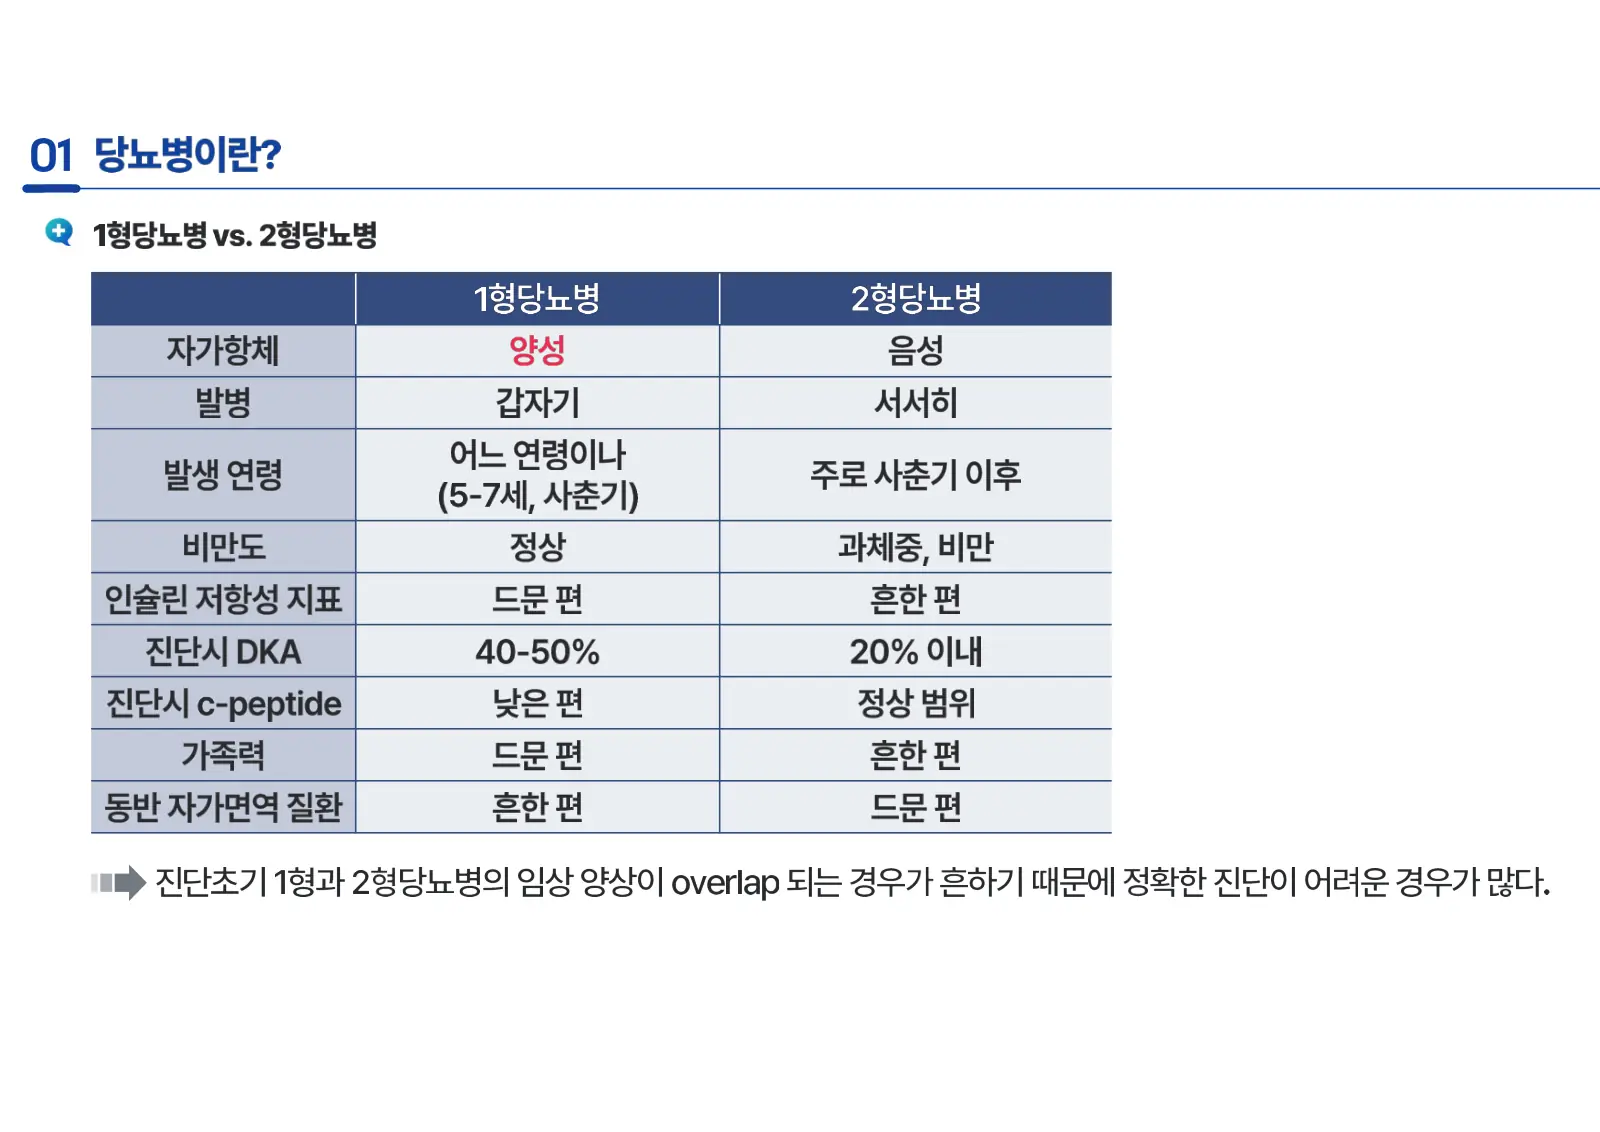 01 당뇨병이란?
1형당뇨병 vs. 2형당뇨병
1형당뇨병 2형당뇨병
자가항체 양성 음성
발병 갑자기 서서히
발생 연령 어느 연령이나 (5-7세, 사춘기) 주로 사춘기 이후
비만도 정상 과체중, 비만
인슐린 저항성 지표 드문 편 흔한 편
진단시 DKA 40-50% 20% 이내
진단시 c-peptide 낮은 편 정상 범위
가족력 드문 편 흔한 편
동반 자가면역 질환 흔한 편 드문 편
진단초기 1형과 2형당뇨병의 임상 양상이 overlap 되는 경우가 흔하기 때문에 정확한 진단이 어려운 경우가 많다.